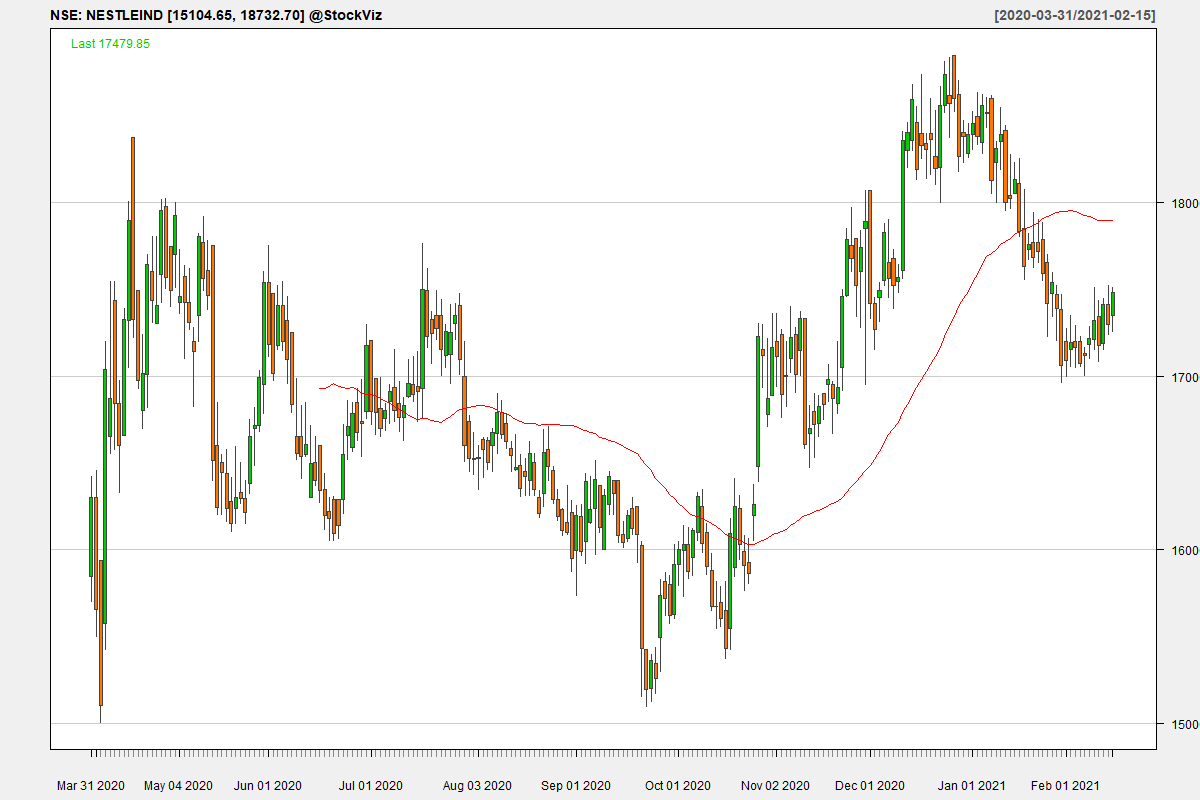 NSE: NESTLEIND [15104.65, 18732.70] @StockViz
[2020-03-31/2021-02-15]
Last 17479.85
1800
1700
1600
1500
Mar 31 2020 May 04 2020 Jun 01 2020 Jul 01 2020 Aug 03 2020 Sep 01 2020 Oct 01 2020 Nov 02 2020 Dec 01 2020 Jan 01 2021 Feb 01 2021